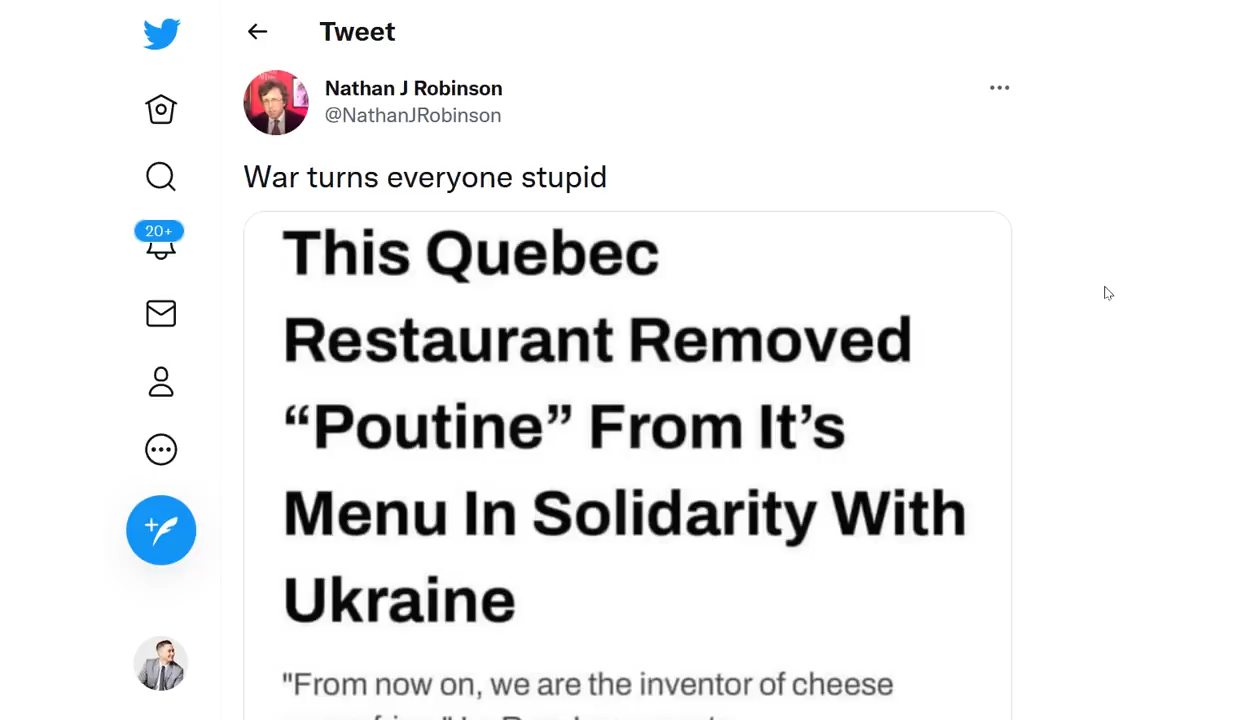 Tweet
Nathan J Robinson
@NathanJRobinson
War turns everyone stupid
This Quebec
Restaurant Removed
“Poutine” From It’s
Menu In Solidarity With
Ukraine
"From now on, we are the inventor of cheese
20+